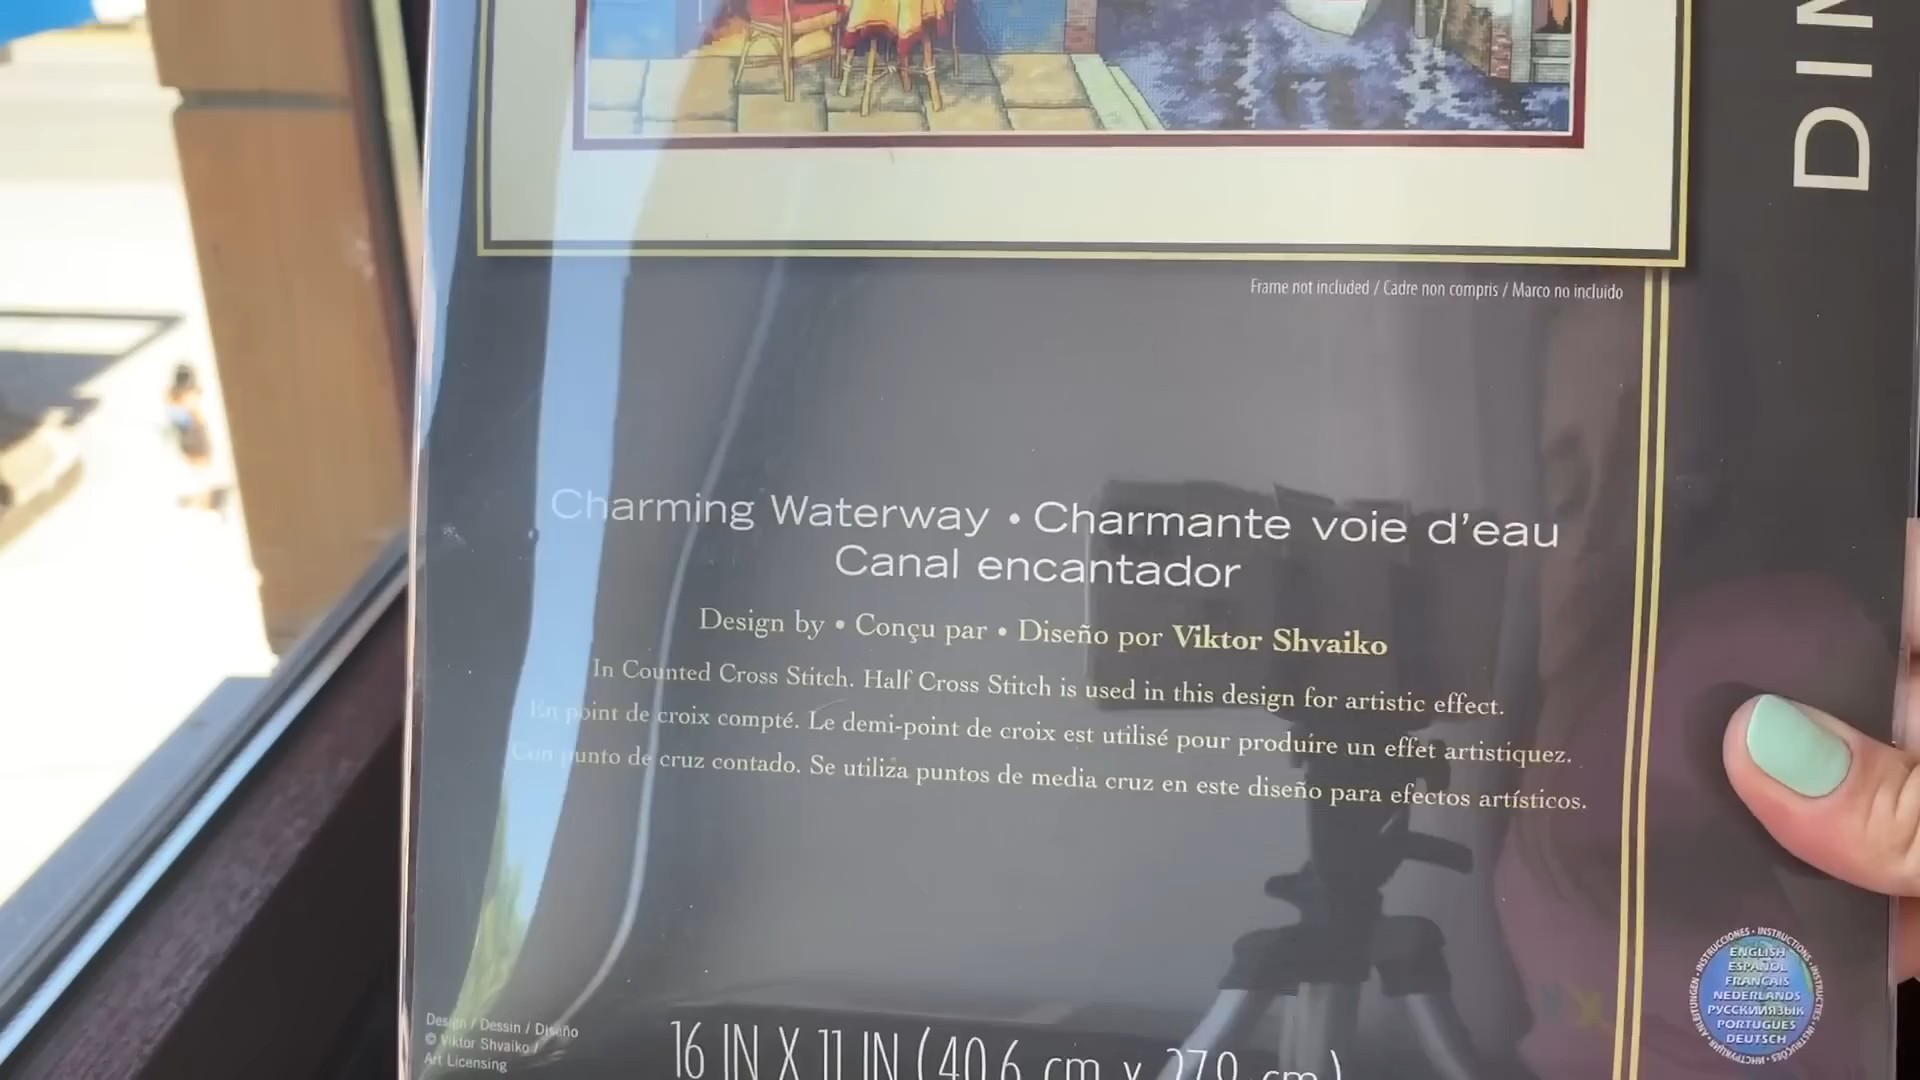 DIM
Frame not included / Cadre non compris / Marco no incluido
Charming Waterway • Charmante voie d'eau
Canal encantador
Design by • Conçu par • Diseño por Viktor Shvaiko
In Counted Cross Stitch. Half Cross Stitch is used in this design for artistic effect.
En point de croix compté. Le demi-point de croix est utilisé pour produire un effet artistiquez.
Con punto de cruz contado. Se utiliza puntos de media cruz en este diseño para efectos artísticos.
Design / Dessin / Diseño
© Viktor Shvaiko /
Art Licensing
16 IN X 11 IN (40.6 cm x 27.9 cm)
INSTRUCCIONES • INSTRUCTIONS •
ENGLISH
ESPAÑOL
FRANÇAIS
NEDERLANDS
РУССКИИЯЗЫК
PORTUGUES
DEUTSCH